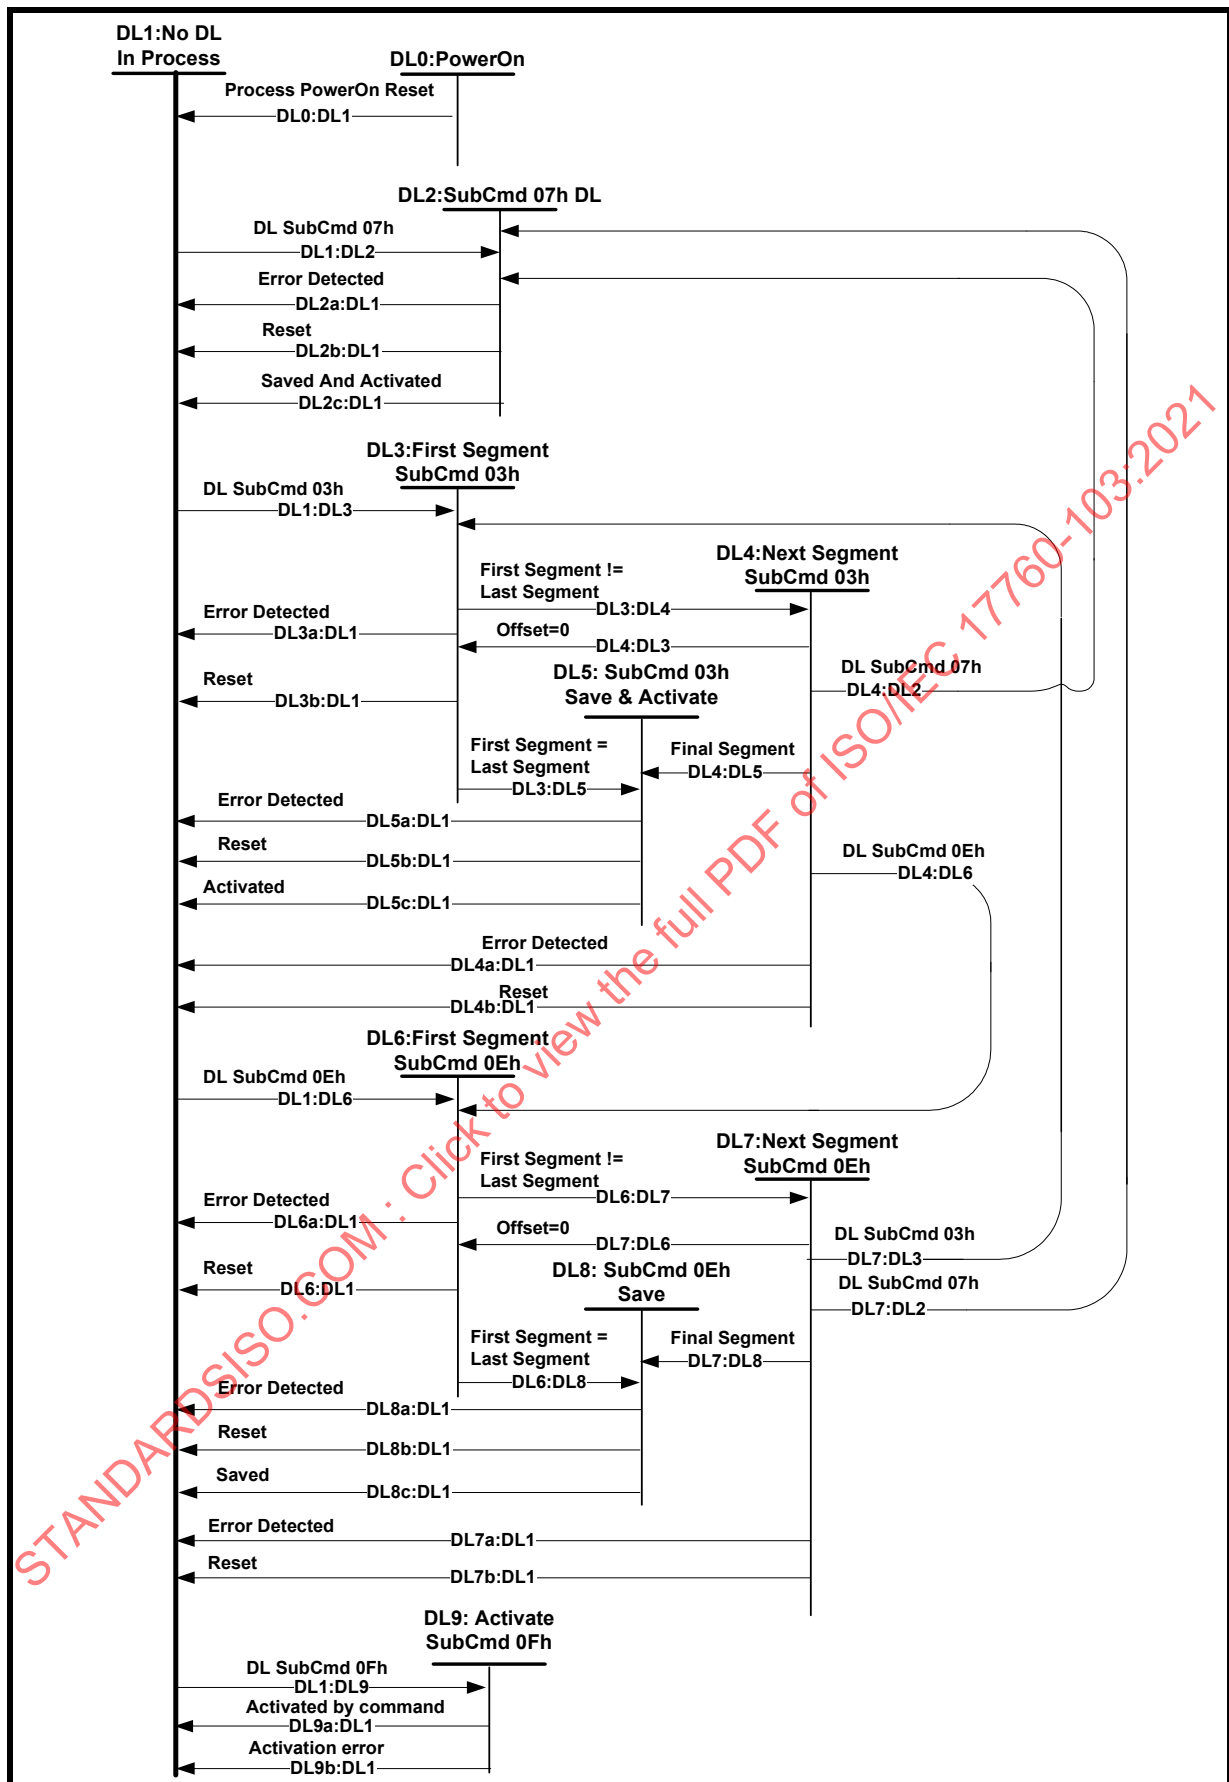 DL1:No DL
In Process
DL0:PowerOn
Process PowerOn Reset
DL0:DL1
DL2:SubCmd 07h DL
DL SubCmd 07h
DL1:DL2
Error Detected
DL2a:DL1
Reset
DL2b:DL1
Saved And Activated
DL2c:DL1
DL3:First Segment
SubCmd 03h
DL SubCmd 03h
DL1:DL3
DL4:Next Segment
SubCmd 03h
First Segment !=
Last Segment
DL3:DL4
Error Detected
DL3a:DL1
Offset=0
DL4:DL3
DL SubCmd 07h
DL4:DL2
DL5: SubCmd 03h
Save & Activate
Reset
DL3b:DL1
First Segment =
Last Segment
DL3:DL5
Final Segment
DL4:DL5
Error Detected
DL5a:DL1
Reset
DL5b:DL1
DL SubCmd 0Eh
DL4:DL6
Activated
DL5c:DL1
Error Detected
DL4a:DL1
Reset
DL4b:DL1
DL6:First Segment
SubCmd 0Eh
DL SubCmd 0Eh
DL1:DL6
DL7:Next Segment
SubCmd 0Eh
First Segment !=
Last Segment
DL6:DL7
Error Detected
DL6a:DL1
Offset=0
DL7:DL6
DL SubCmd 03h
DL7:DL3
DL8: SubCmd 0Eh
Save
Reset
DL6:DL1
DL SubCmd 07h
DL7:DL2
First Segment =
Last Segment
DL6:DL8
Final Segment
DL7:DL8
Error Detected
DL8a:DL1
Reset
DL8b:DL1
Saved
DL8c:DL1
Error Detected
DL7a:DL1
Reset
DL7b:DL1
DL9: Activate
SubCmd 0Fh
DL SubCmd 0Fh
DL1:DL9
Activated by command
DL9a:DL1
Activation error
DL9b:DL1
STANDARDSISO.COM : Click to view the full PDF of ISO/IEC 17760-103:2021